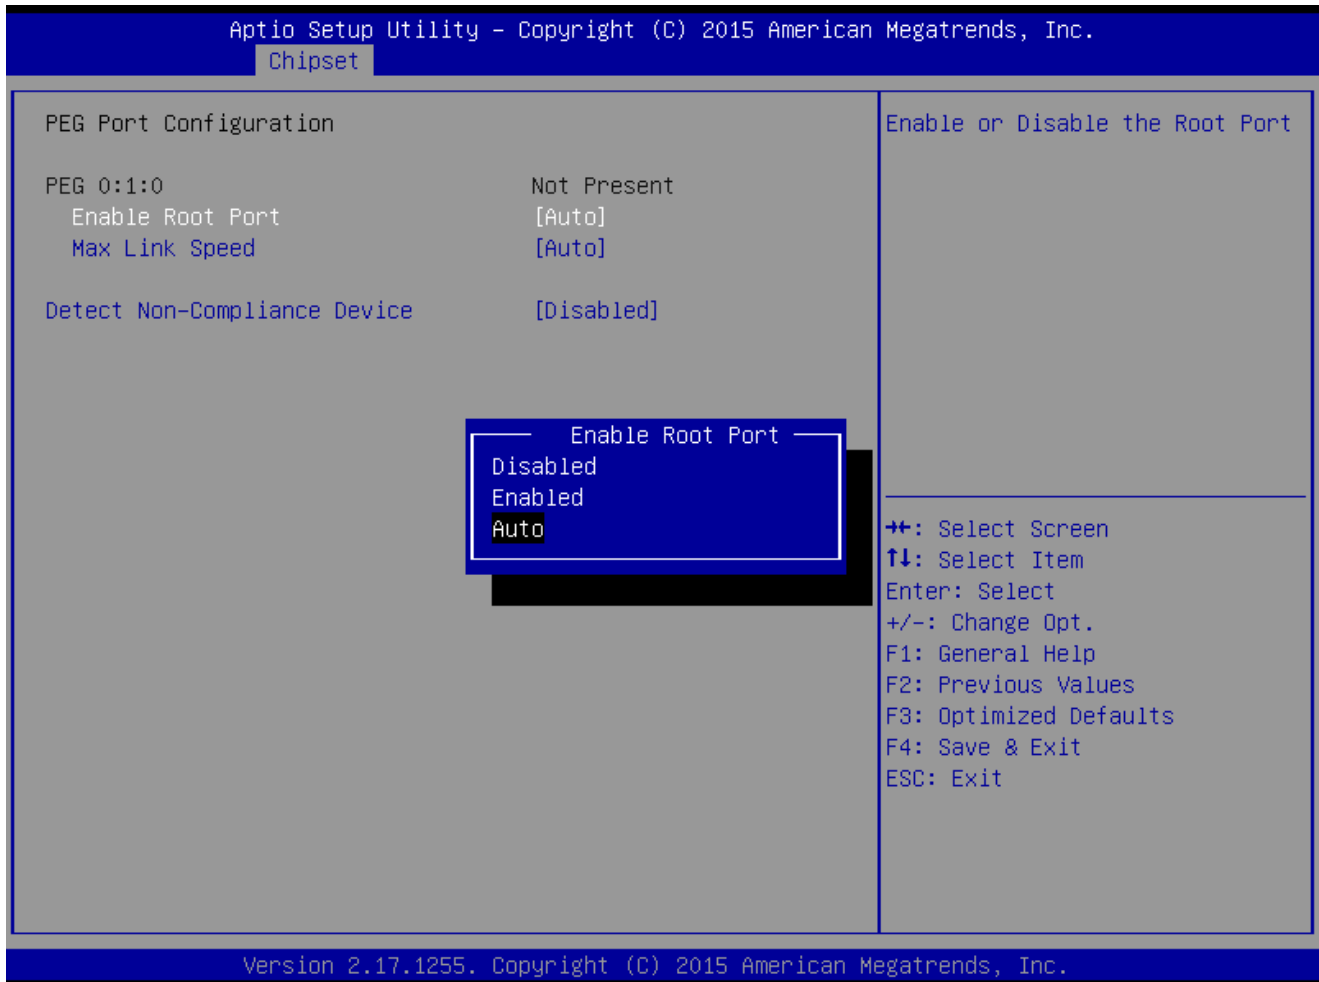 Aptio Setup Utility – Copyright (C) 2015 American Megatrends, Inc.
Chipset
PEG Port Configuration
PEG 0:1:0 Not Present
Enable Root Port [Auto]
Max Link Speed [Auto]
Detect Non-Compliance Device [Disabled]
Enable Root Port
Disabled
Enabled
Auto
Enable or Disable the Root Port
→←: Select Screen
↑↓: Select Item
Enter: Select
+/-: Change Opt.
F1: General Help
F2: Previous Values
F3: Optimized Defaults
F4: Save & Exit
ESC: Exit
Version 2.17.1255. Copyright (C) 2015 American Megatrends, Inc.